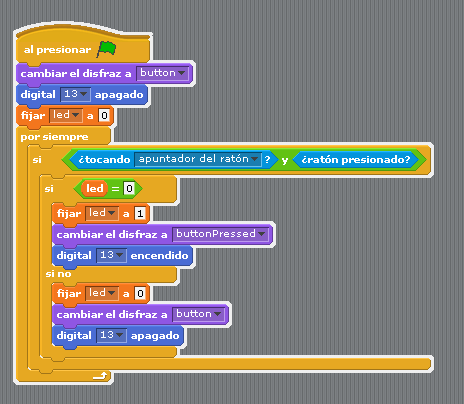 al presionar
cambiar el disfraz a button
digital 13 apagado
fijar led a 0
por siempre
si ¿tocando apuntador del ratón ? y ¿ratón presionado?
si led = 0
fijar led a 1
cambiar el disfraz a buttonPressed
digital 13 encendido
si no
fijar led a 0
cambiar el disfraz a button
digital 13 apagado